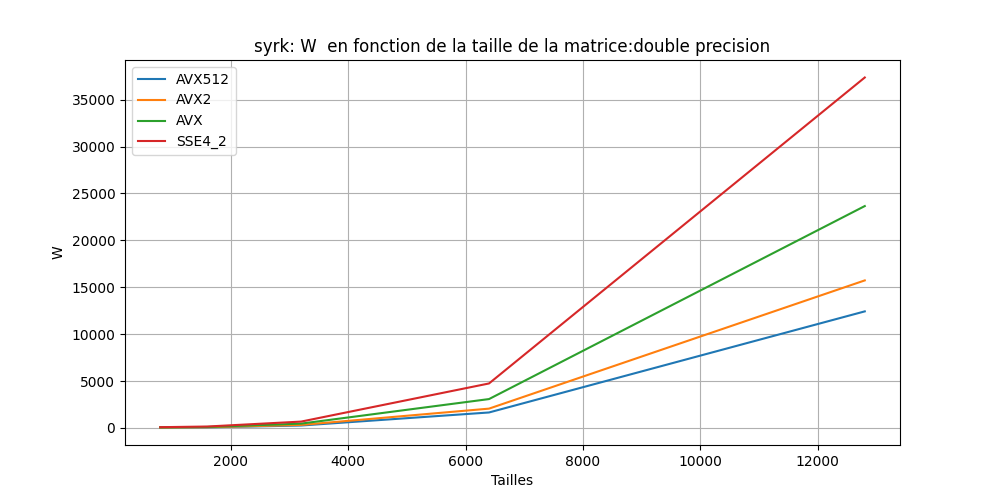 syrk: W  en fonction de la taille de la matrice:double precision
AVX512
AVX2
AVX
SSE4_2
35000
30000
25000
20000
15000
10000
5000
0
W
2000
4000
6000
8000
10000
12000
Tailles